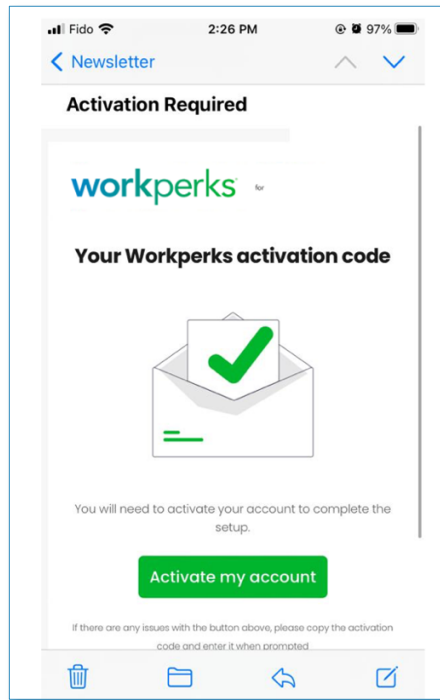 Fido 2:26 PM 97%
Newsletter
Activation Required
workperks for
Your Workperks activation code
You will need to activate your account to complete the
setup.
Activate my account
If there are any issues with the button above, please copy the activation
code and enter it when prompted